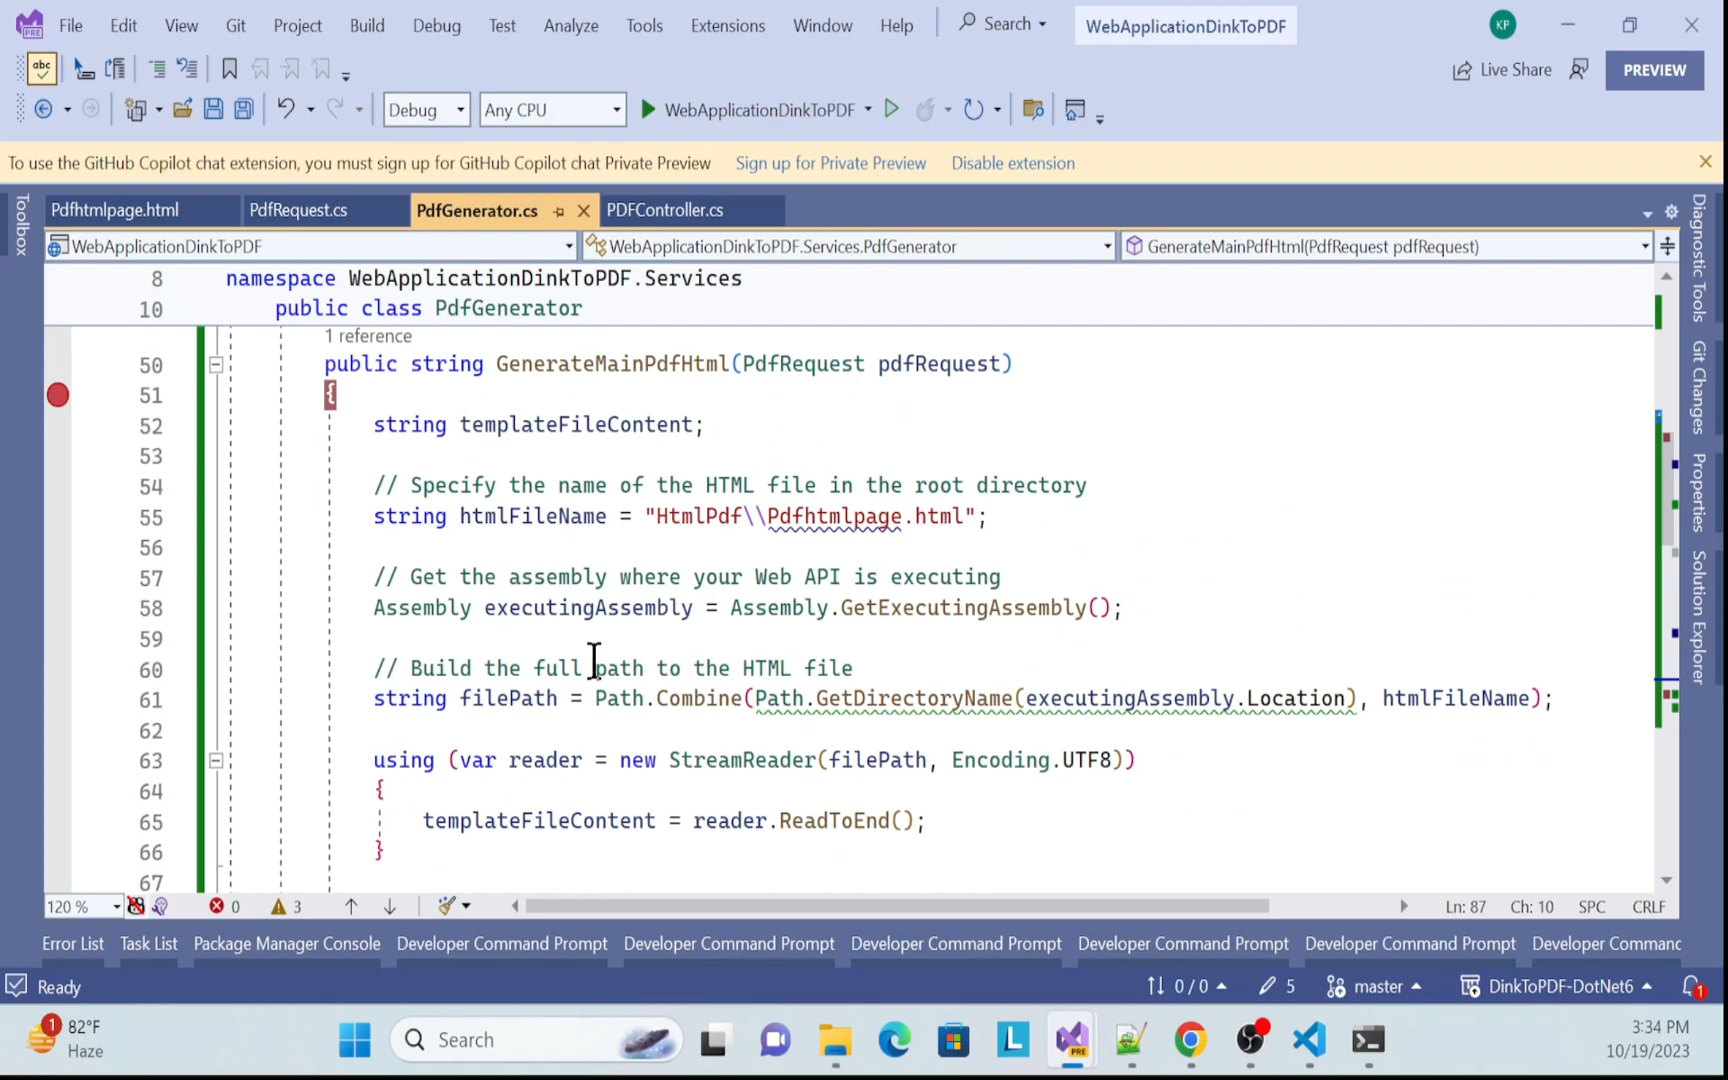 File Edit View Git Project Build Debug Test Analyze Tools Extensions Window Help Search WebApplicationDinkToPDF KP
abc Live Share PREVIEW
PRE
Debug Any CPU WebApplicationDinkToPDF
To use the GitHub Copilot chat extension, you must sign up for GitHub Copilot chat Private Preview Sign up for Private Preview Disable extension
Toolbox
Pdfhtmlpage.html PdfRequest.cs PdfGenerator.cs PDFController.cs
WebApplicationDinkToPDF WebApplicationDinkToPDF.Services.PdfGenerator GenerateMainPdfHtml(PdfRequest pdfRequest)
8 namespace WebApplicationDinkToPDF.Services
10 public class PdfGenerator
1 reference
50 public string GenerateMainPdfHtml(PdfRequest pdfRequest)
51 {
52 string templateFileContent;
53
54 // Specify the name of the HTML file in the root directory
55 string htmlFileName = "HtmlPdf\\Pdfhtmlpage.html";
56
57 // Get the assembly where your Web API is executing
58 Assembly executingAssembly = Assembly.GetExecutingAssembly();
59
60 // Build the full path to the HTML file
61 string filePath = Path.Combine(Path.GetDirectoryName(executingAssembly.Location), htmlFileName);
62
63 using (var reader = new StreamReader(filePath, Encoding.UTF8))
64 {
65 templateFileContent = reader.ReadToEnd();
66 }
67
Diagnostic Tools
Git Changes
Properties
Solution Explorer
120 % 0 3 Ln: 87 Ch: 10 SPC CRLF
Error List Task List Package Manager Console Developer Command Prompt Developer Command Prompt Developer Command Prompt Developer Command Prompt Developer Command Prompt Developer Commanc
Ready 0 / 0 5 master DinkToPDF-DotNet6 1
1 82°F
Haze
Search
L
PRE
3:34 PM
10/19/2023